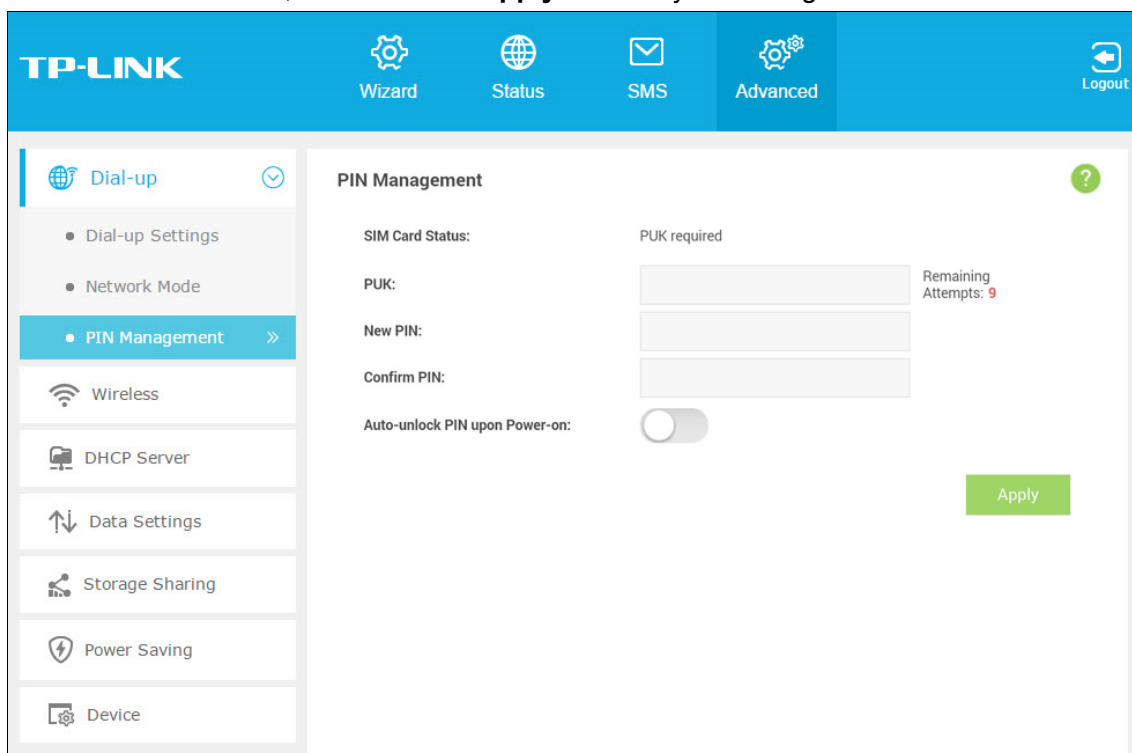 Apply
TP-LINK
Wizard
Status
SMS
Advanced
Logout
Dial-up
Dial-up Settings
Network Mode
PIN Management
Wireless
DHCP Server
Data Settings
Storage Sharing
Power Saving
Device
PIN Management
?
SIM Card Status: PUK required
PUK:
Remaining
Attempts: 9
New PIN:
Confirm PIN:
Auto-unlock PIN upon Power-on:
Apply